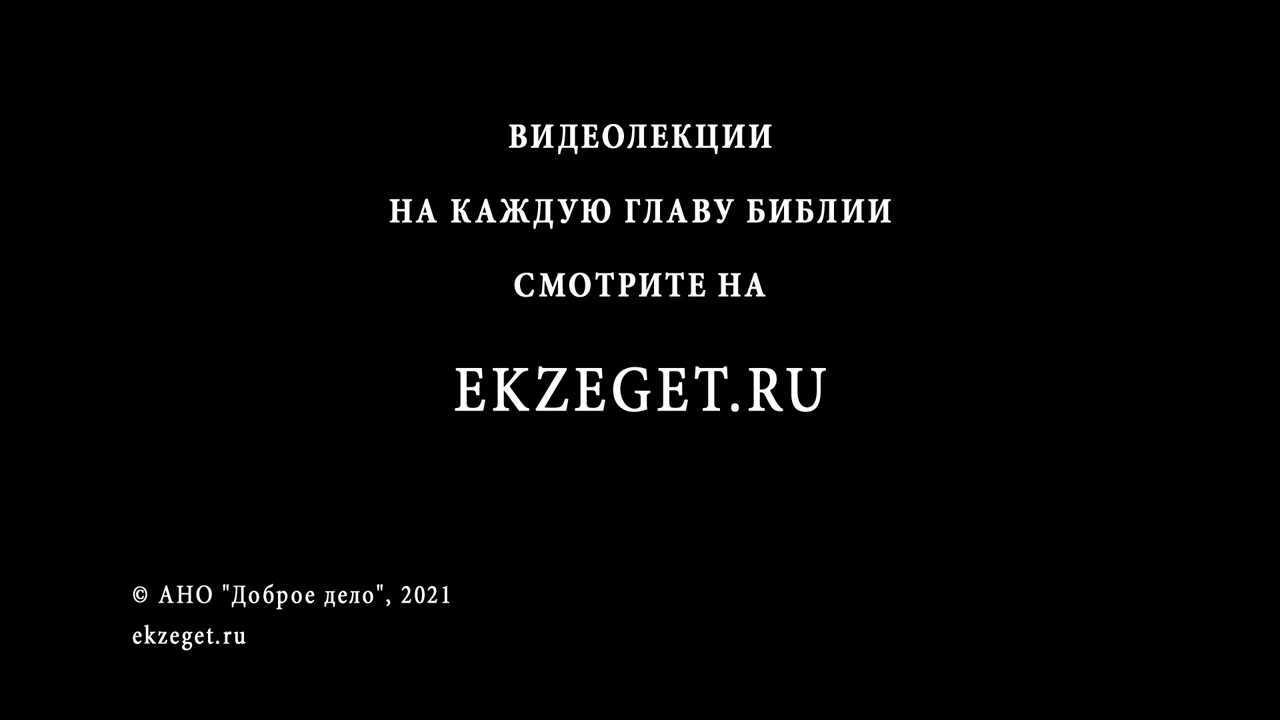 ВИДЕОЛЕКЦИИ
НА КАЖДУЮ ГЛАВУ БИБЛИИ
СМОТРИТЕ НА
EKZEGET.RU
© АНО "Доброе дело", 2021
ekzeget.ru